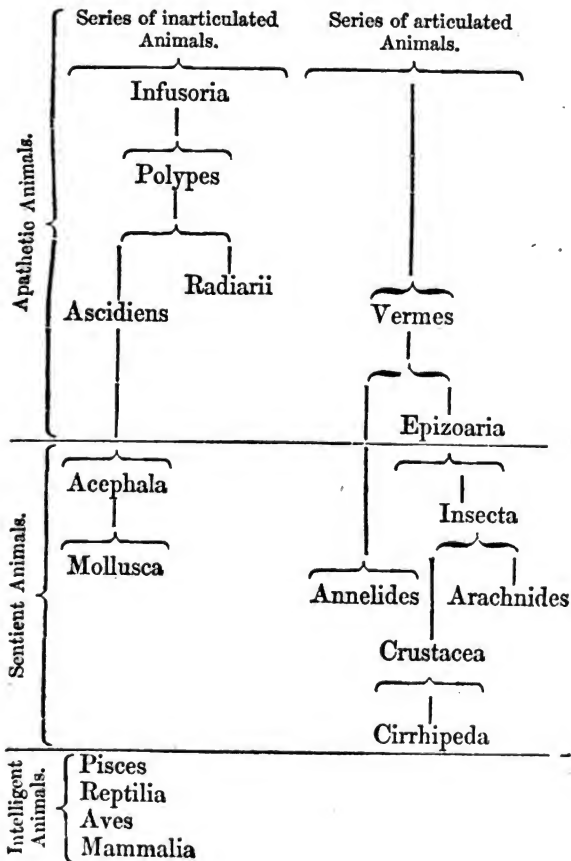 Series of inarticulated
Animals.
Series of articulated
Animals.
Apathetic Animals.
Infusoria
Polypes
Radiarii
Ascidiens
Vermes
Epizoaria
Sentient Animals.
Acephala
Insecta
Mollusca
Annelides
Arachnides
Crustacea
Cirrhipeda
Intelligent
Animals.
Pisces
Reptilia
Aves
Mammalia